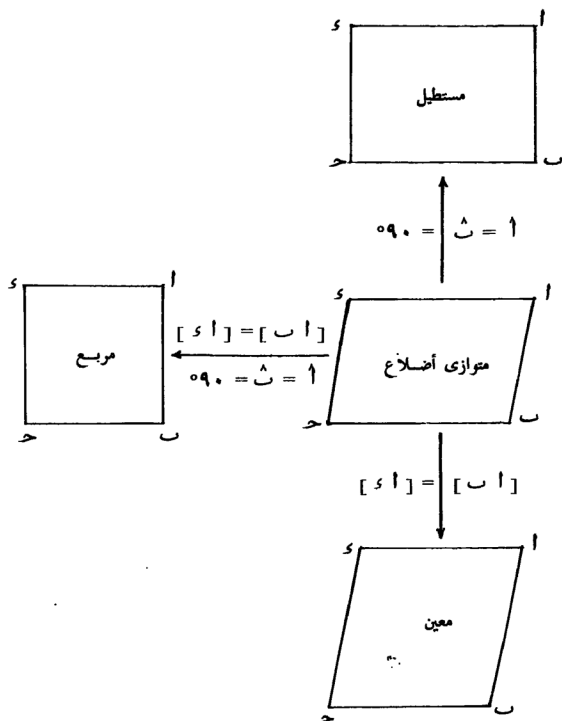 ا ء
مستطيل
ب حـ
أ̂ = ب̂ = ٩٠°
ا ء
متوازى أضلاع
ب حـ
[ ا ب ] = [ ا ء ]
أ̂ = ب̂ = ٩٠°
ا ء
مربع
ب حـ
[ ا ب ] = [ ا ء ]
ا ء
معين
ب حـ